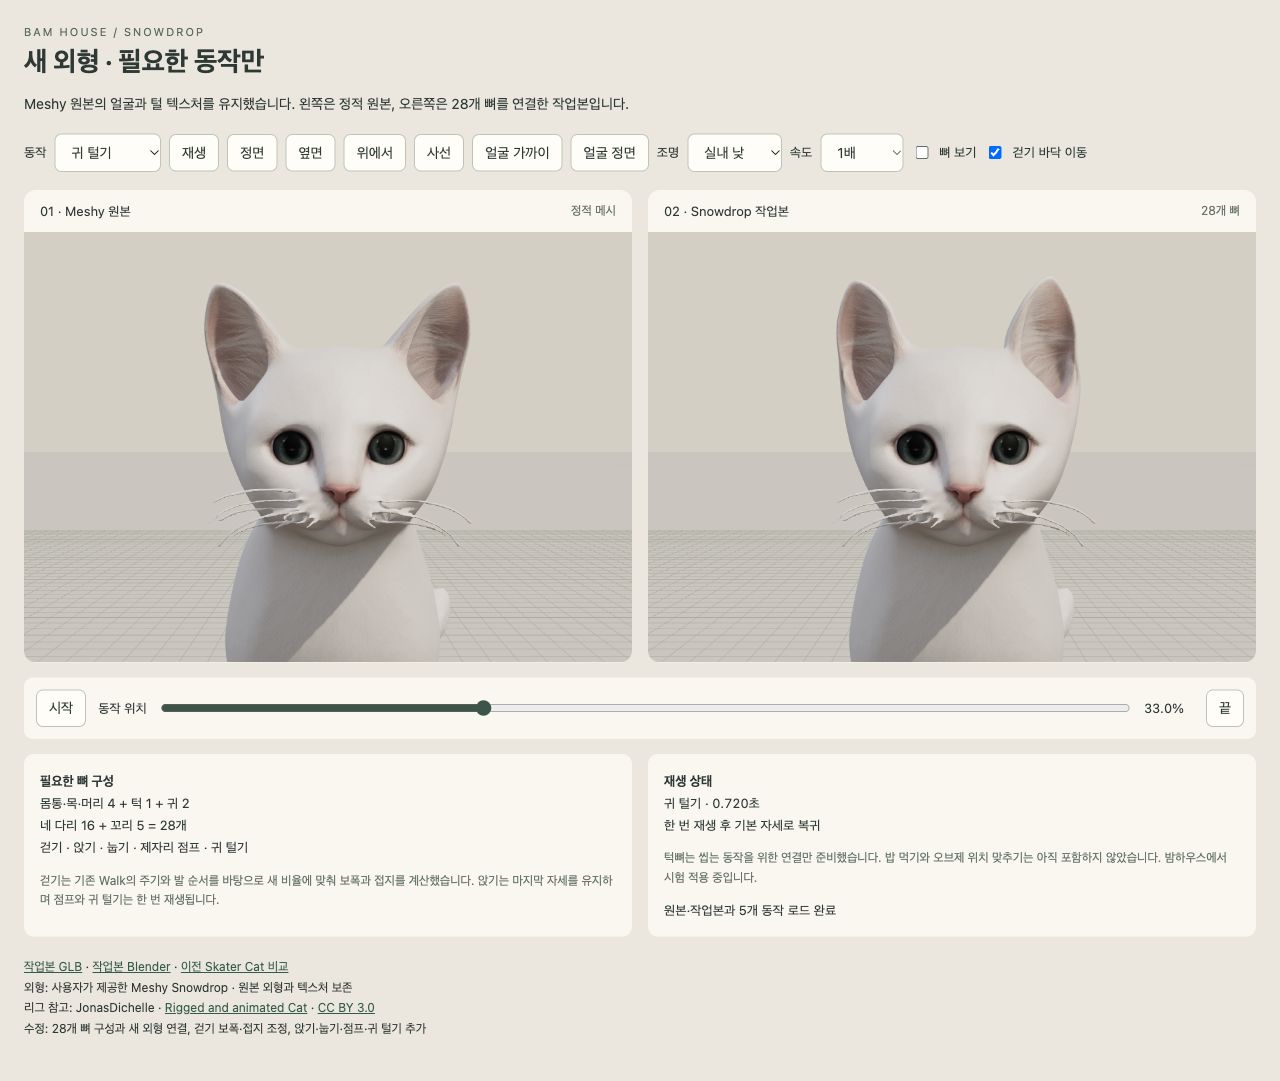 BAM HOUSE / SNOWDROP
새 외형 · 필요한 동작만
Meshy 원본의 얼굴과 털 텍스처를 유지했습니다. 왼쪽은 정적 원본, 오른쪽은 28개 뼈를 연결한 작업본입니다.
동작 귀 털기 재생 정면 옆면 위에서 사선 얼굴 가까이 얼굴 정면 조명 실내 낮 속도 1배 뼈 보기 걷기 바닥 이동
01 · Meshy 원본 정적 메시
02 · Snowdrop 작업본 28개 뼈
시작 동작 위치 33.0% 끝
필요한 뼈 구성
몸통·목·머리 4 + 턱 1 + 귀 2
네 다리 16 + 꼬리 5 = 28개
걷기 · 앉기 · 눕기 · 제자리 점프 · 귀 털기
걷기는 기존 Walk의 주기와 발 순서를 바탕으로 새 비율에 맞춰 보폭과 접지를 계산했습니다. 앉기는 마지막 자세를 유지하
며 점프와 귀 털기는 한 번 재생됩니다.
재생 상태
귀 털기 · 0.720초
한 번 재생 후 기본 자세로 복귀
턱뼈는 씹는 동작을 위한 연결만 준비했습니다. 밥 먹기와 오브제 위치 맞추기는 아직 포함하지 않았습니다. 밤하우스에서
시험 적용 중입니다.
원본·작업본과 5개 동작 로드 완료
작업본 GLB · 작업본 Blender · 이전 Skater Cat 비교
외형: 사용자가 제공한 Meshy Snowdrop · 원본 외형과 텍스처 보존
리그 참고: JonasDichelle · Rigged and animated Cat · CC BY 3.0
수정: 28개 뼈 구성과 새 외형 연결, 걷기 보폭·접지 조정, 앉기·눕기·점프·귀 털기 추가